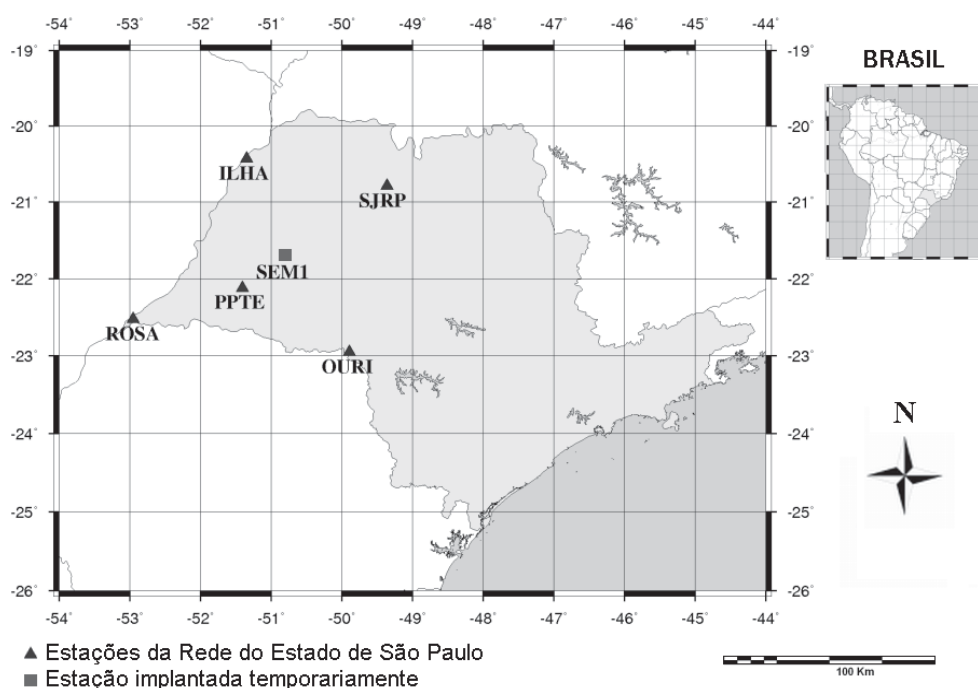 -54° -53° -52° -51° -50° -49° -48° -47° -46° -45° -44°
-19° -19°
BRASIL
-20° -20°
ILHA
SJRP
-21° -21°
SEM1
-22° -22°
PPTE
ROSA
-23° -23°
OURI
N
-24° -24°
-25° -25°
-26° -26°
-54° -53° -52° -51° -50° -49° -48° -47° -46° -45° -44°
Estações da Rede do Estado de São Paulo
Estação implantada temporariamente
100 Km